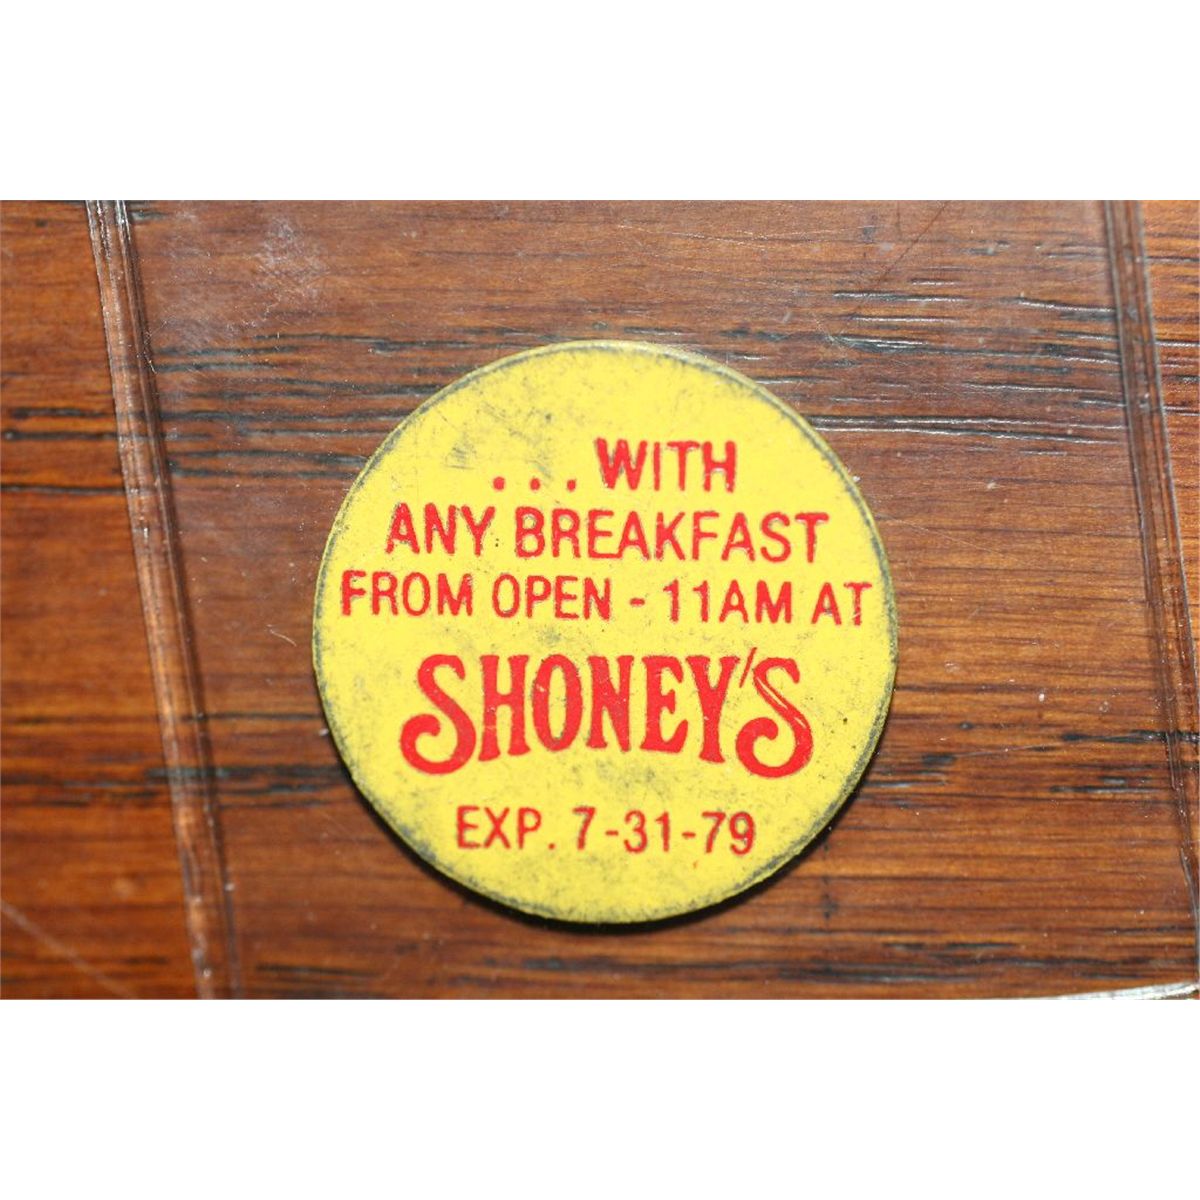 ...WITH
ANY BREAKFAST
FROM OPEN - 11AM AT
SHONEY'S
EXP. 7-31-79